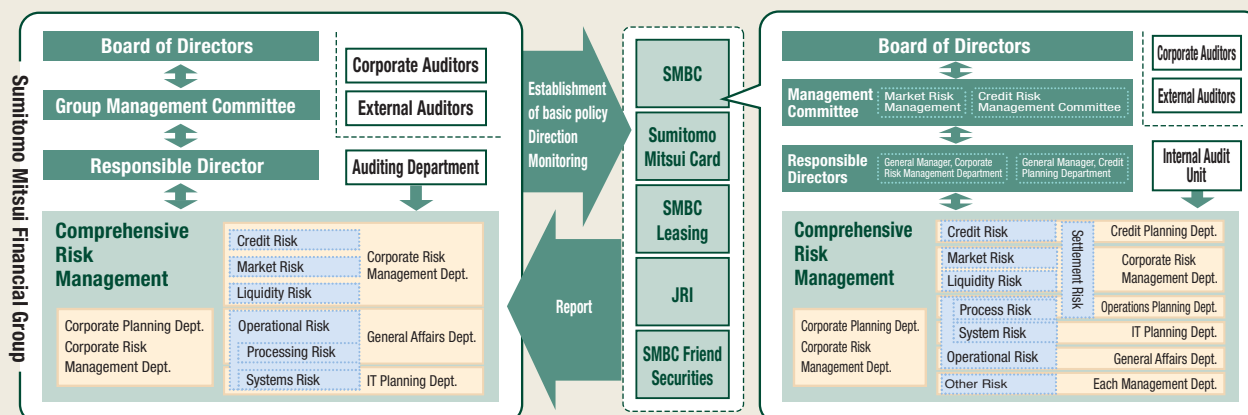 Sumitomo Mitsui Financial Group
Board of Directors
Group Management Committee
Responsible Director
Corporate Auditors
External Auditors
Auditing Department
Comprehensive
Risk
Management
Corporate Planning Dept.
Corporate Risk
Management Dept.
Credit Risk
Market Risk
Liquidity Risk
Corporate Risk
Management Dept.
Operational Risk
Processing Risk
General Affairs Dept.
Systems Risk
IT Planning Dept.
Establishment
of basic policy
Direction
Monitoring
Report
SMBC
Sumitomo
Mitsui Card
SMBC
Leasing
JRI
SMBC Friend
Securities
Board of Directors
Management
Committee
Market Risk
Management
Credit Risk
Management Committee
Responsible
Directors
General Manager, Corporate
Risk Management Department
General Manager, Credit
Planning Department
Corporate Auditors
External Auditors
Internal Audit
Unit
Comprehensive
Risk
Management
Corporate Planning Dept.
Corporate Risk
Management Dept.
Credit Risk
Market Risk
Liquidity Risk
Process Risk
System Risk
Operational Risk
Other Risk
Settlement Risk
Credit Planning Dept.
Corporate Risk
Management Dept.
Operations Planning Dept.
IT Planning Dept.
General Affairs Dept.
Each Management Dept.